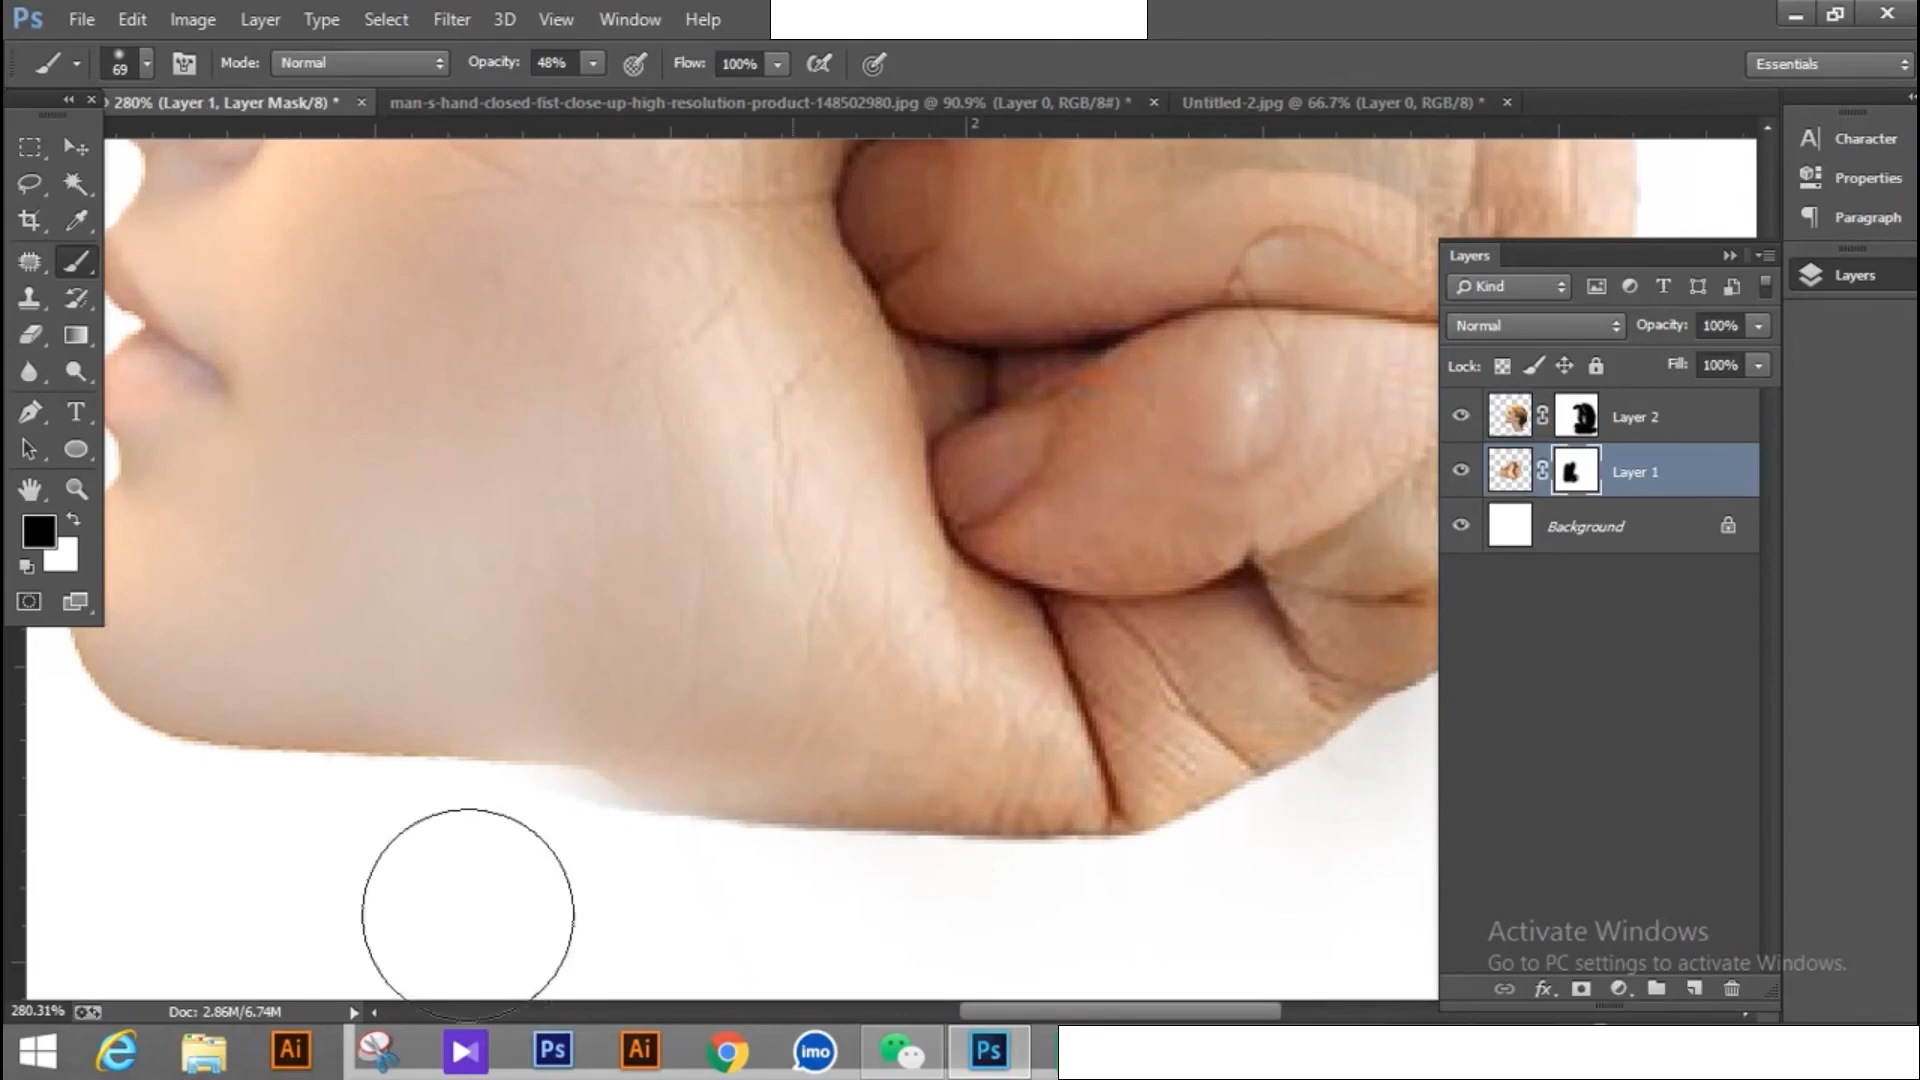 Ps File Edit Image Layer Type Select Filter 3D View Window Help
69 Mode: Normal Opacity: 48% Flow: 100% Essentials
280% (Layer 1, Layer Mask/8) * × man-s-hand-closed-fist-close-up-high-resolution-product-148502980.jpg @ 90.9% (Layer 0, RGB/8#) * × Untitled-2.jpg @ 66.7% (Layer 0, RGB/8) * ×
2
Character
Properties
Paragraph
Layers
Layers
Kind
Normal Opacity: 100%
Lock: Fill: 100%
Layer 2
Layer 1
Background
Activate Windows
Go to PC settings to activate Windows.
fx
280.31% Doc: 2.86M/6.74M
Ai Ps Ai imo Ps